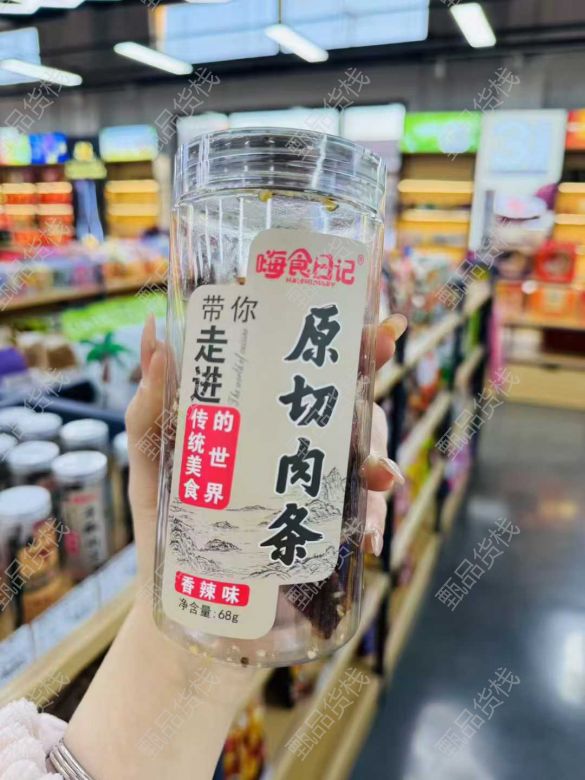 嗨食日记®
原切肉条
带你
走进
The world of cuisine
传统美食
的世界
香辣味
净含量:68g
甄品货栈